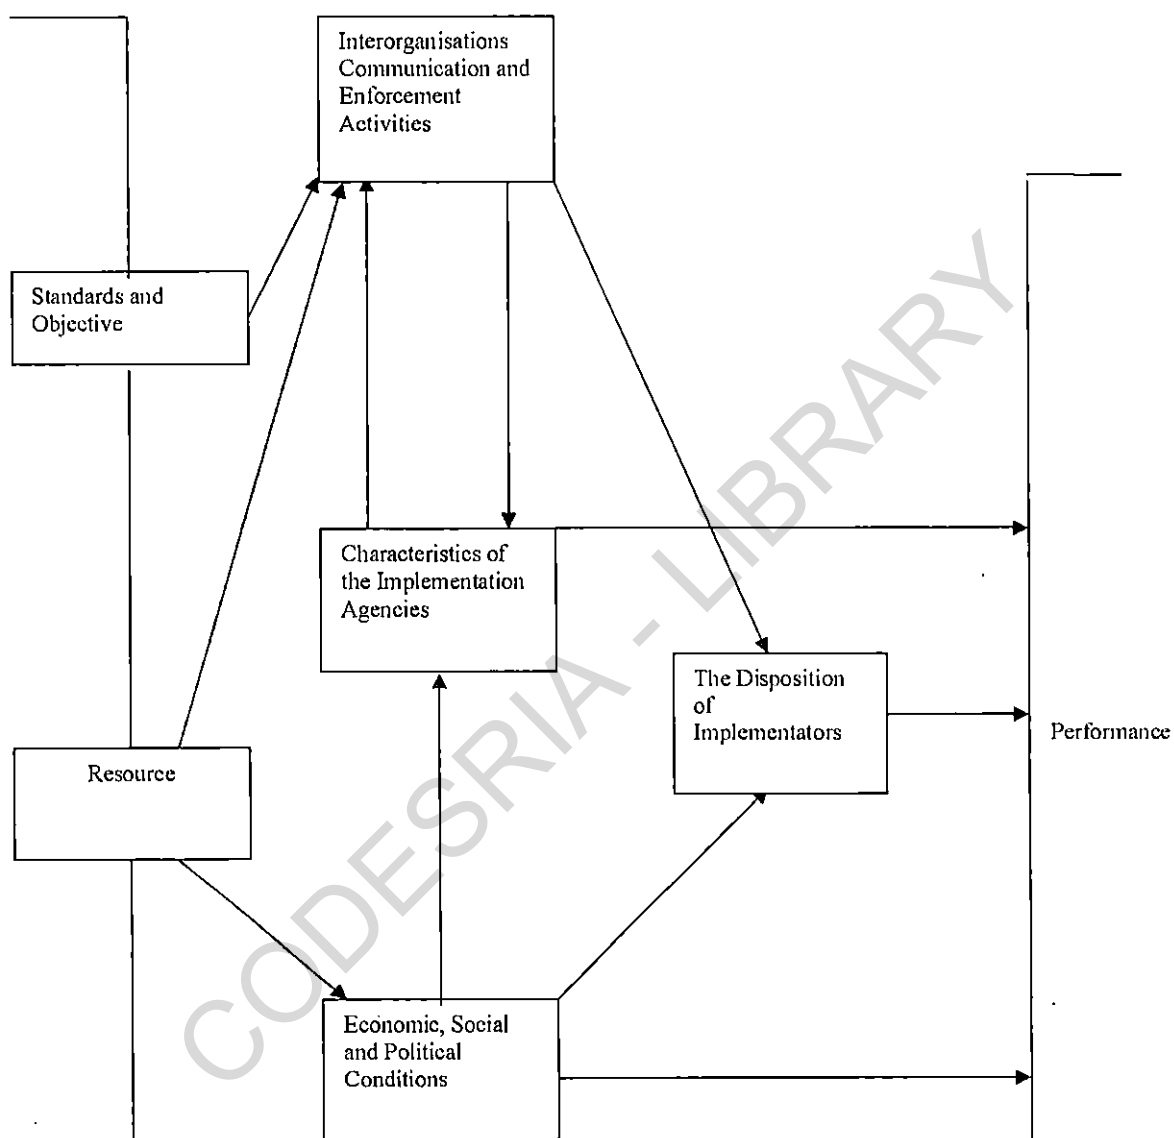 Interorganisations
Communication and
Enforcement
Activities
Standards and
Objective
Characteristics of
the Implementation
Agencies
The Disposition
of
Implementators
Performance
Resource
Economic, Social
and Political
Conditions
CODESRIA - LIBRARY